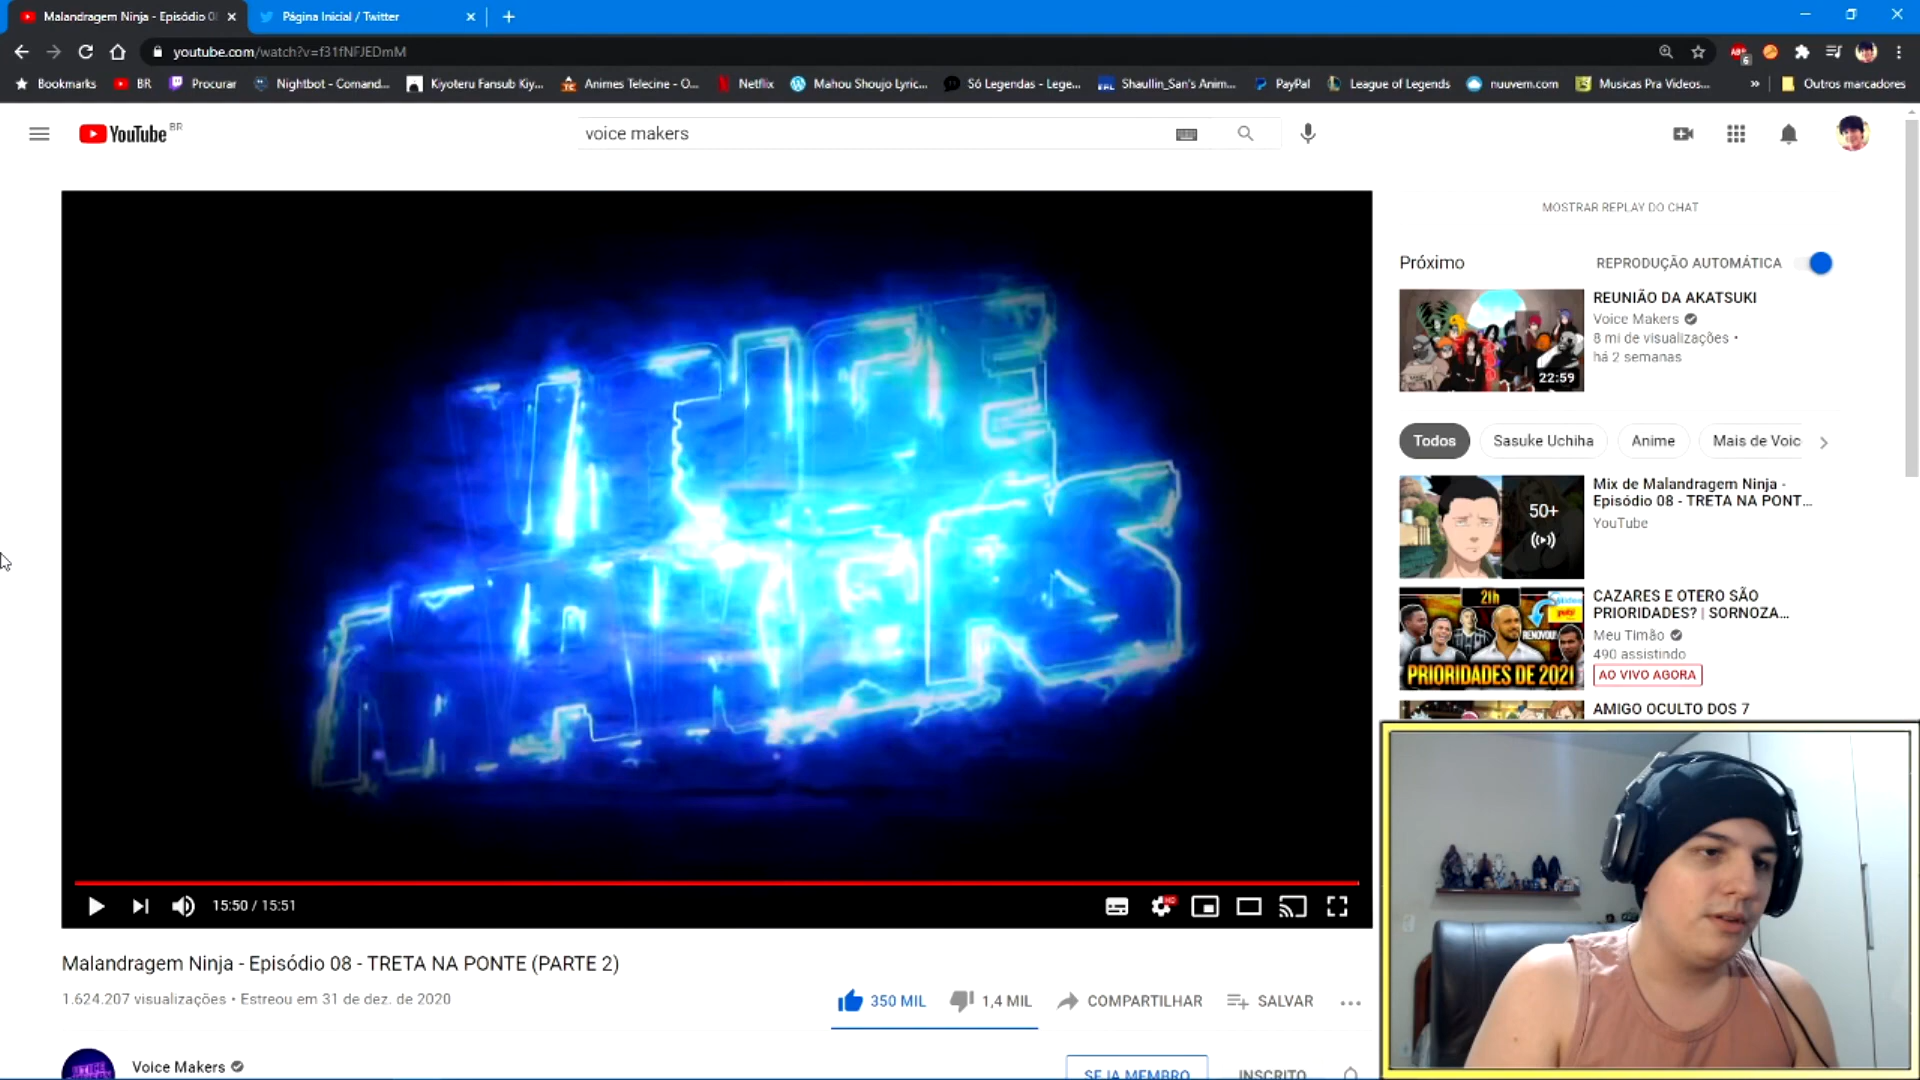 Malandragem Ninja - Episódio 0
Página Inicial / Twitter
youtube.com/watch?v=f31fNFJEDmM
Bookmarks
BR
Procurar
Nightbot - Comand...
Kiyoteru Fansub Kiy...
Animes Telecine - O...
Netflix
Mahou Shoujo Lyric...
Só Legendas - Lege...
Shaullin_San's Anim...
PayPal
League of Legends
nuuvem.com
Musicas Pra Videos...
»
Outros marcadores
YouTube BR
voice makers
MOSTRAR REPLAY DO CHAT
Próximo
REPRODUÇÃO AUTOMÁTICA
REUNIÃO DA AKATSUKI
Voice Makers
8 mi de visualizações •
há 2 semanas
22:59
Todos
Sasuke Uchiha
Anime
Mais de Voic
Mix de Malandragem Ninja -
Episódio 08 - TRETA NA PONT...
YouTube
50+
CAZARES E OTERO SÃO
PRIORIDADES? | SORNOZA...
Meu Timão
490 assistindo
AO VIVO AGORA
21h
RENOVOU
PRIORIDADES DE 2021
AMIGO OCULTO DOS 7
15:50 / 15:51
HD
Malandragem Ninja - Episódio 08 - TRETA NA PONTE (PARTE 2)
1.624.207 visualizações • Estreou em 31 de dez. de 2020
350 MIL
1,4 MIL
COMPARTILHAR
SALVAR
Voice Makers
SEJA MEMBRO
INSCRITO